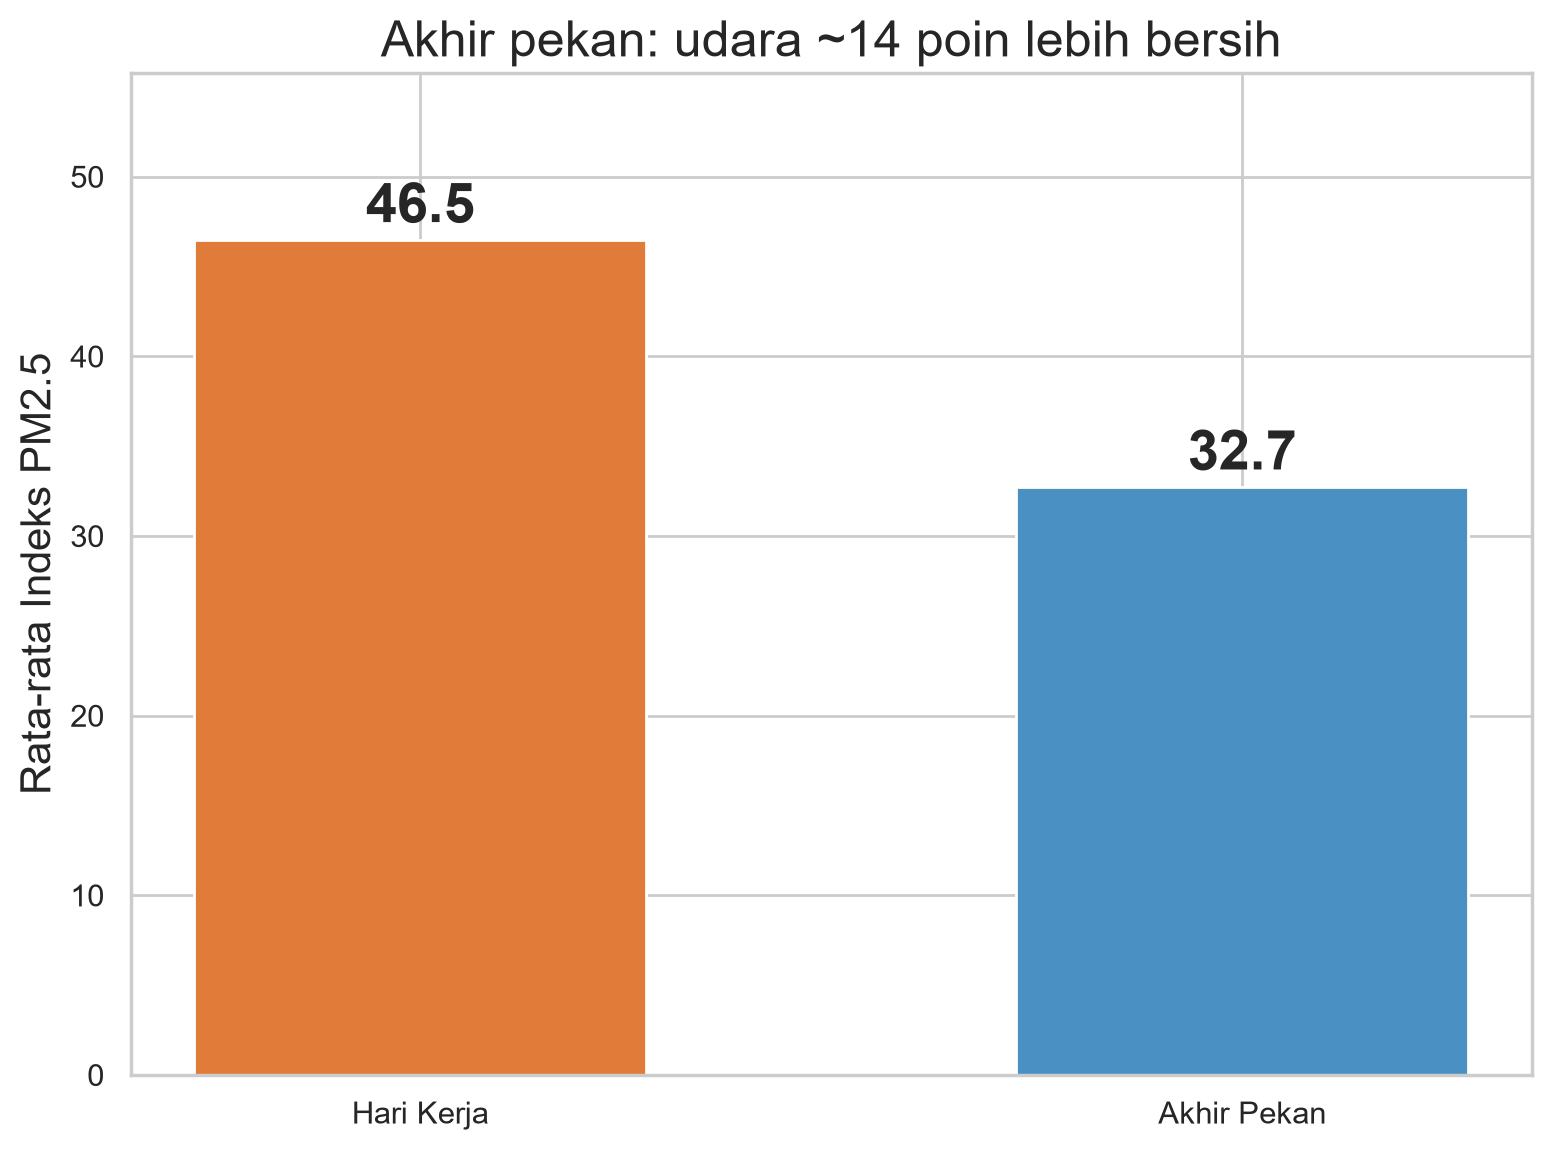 Akhir pekan: udara ~14 poin lebih bersih
Rata-rata Indeks PM2.5
50
40
30
20
10
0
46.5
32.7
Hari Kerja
Akhir Pekan